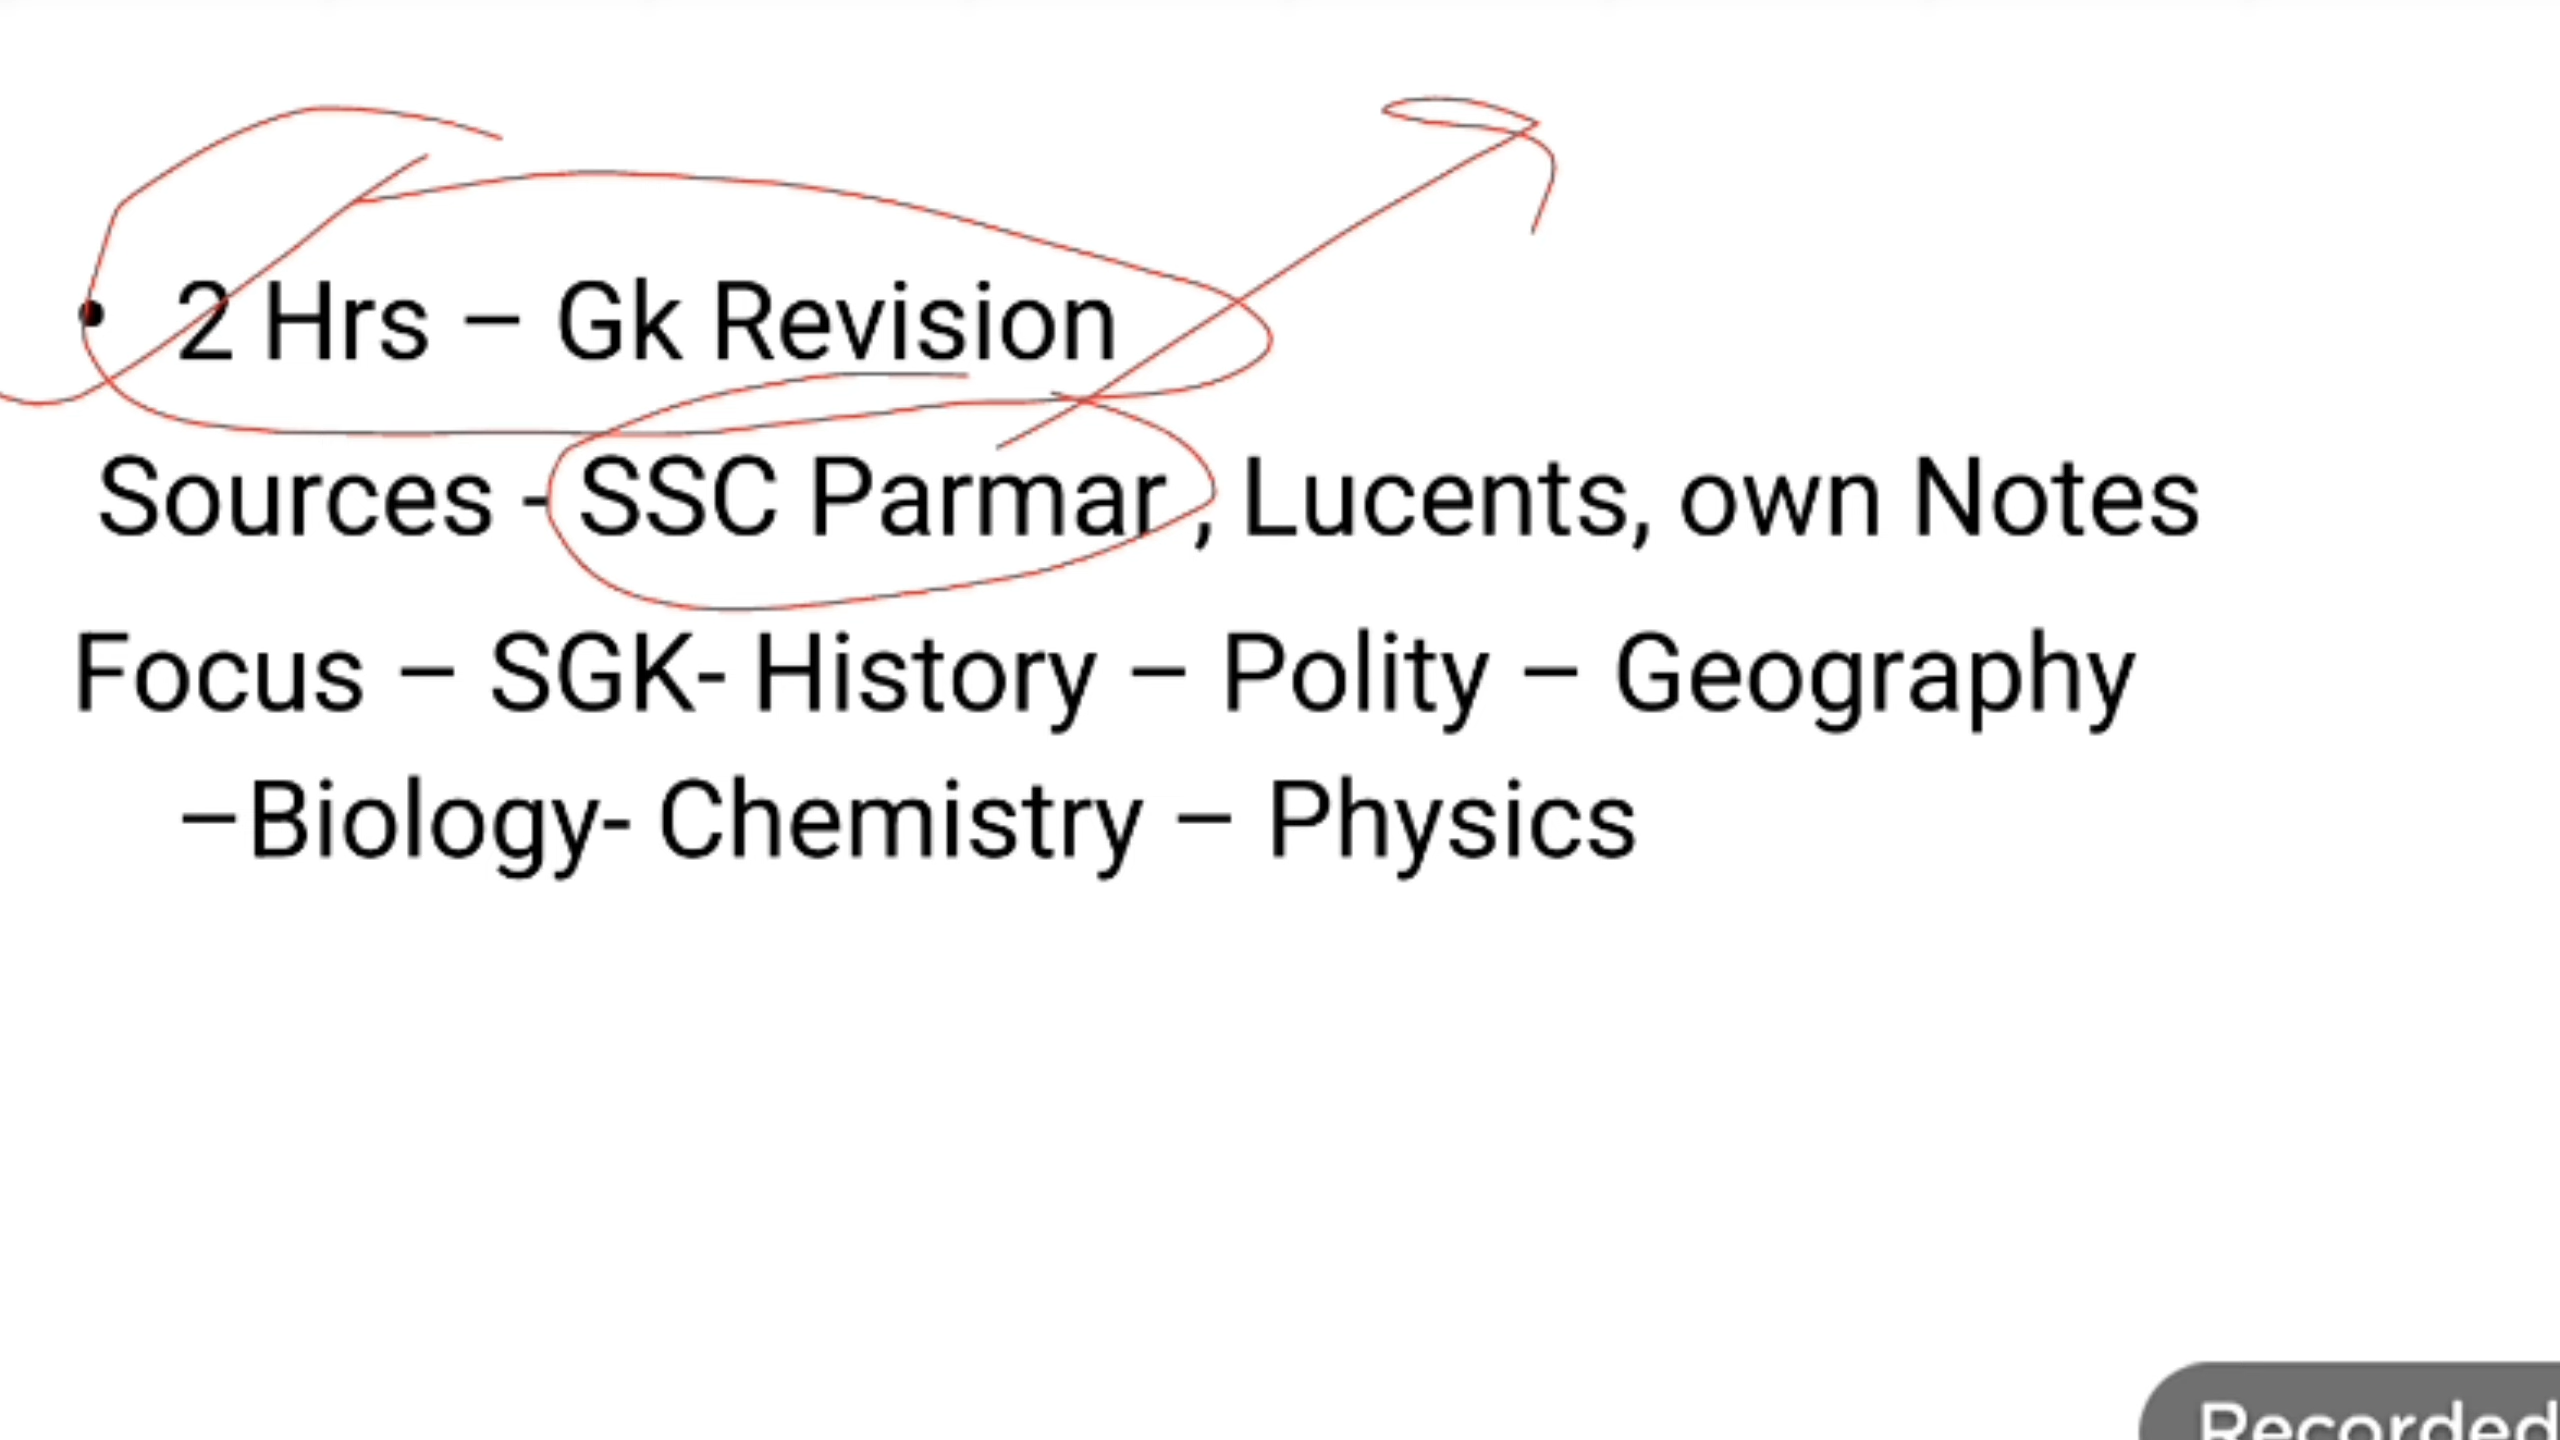 • 2 Hrs – Gk Revision
Sources - SSC Parmar , Lucents, own Notes
Focus – SGK- History – Polity – Geography
–Biology- Chemistry – Physics
Recorded